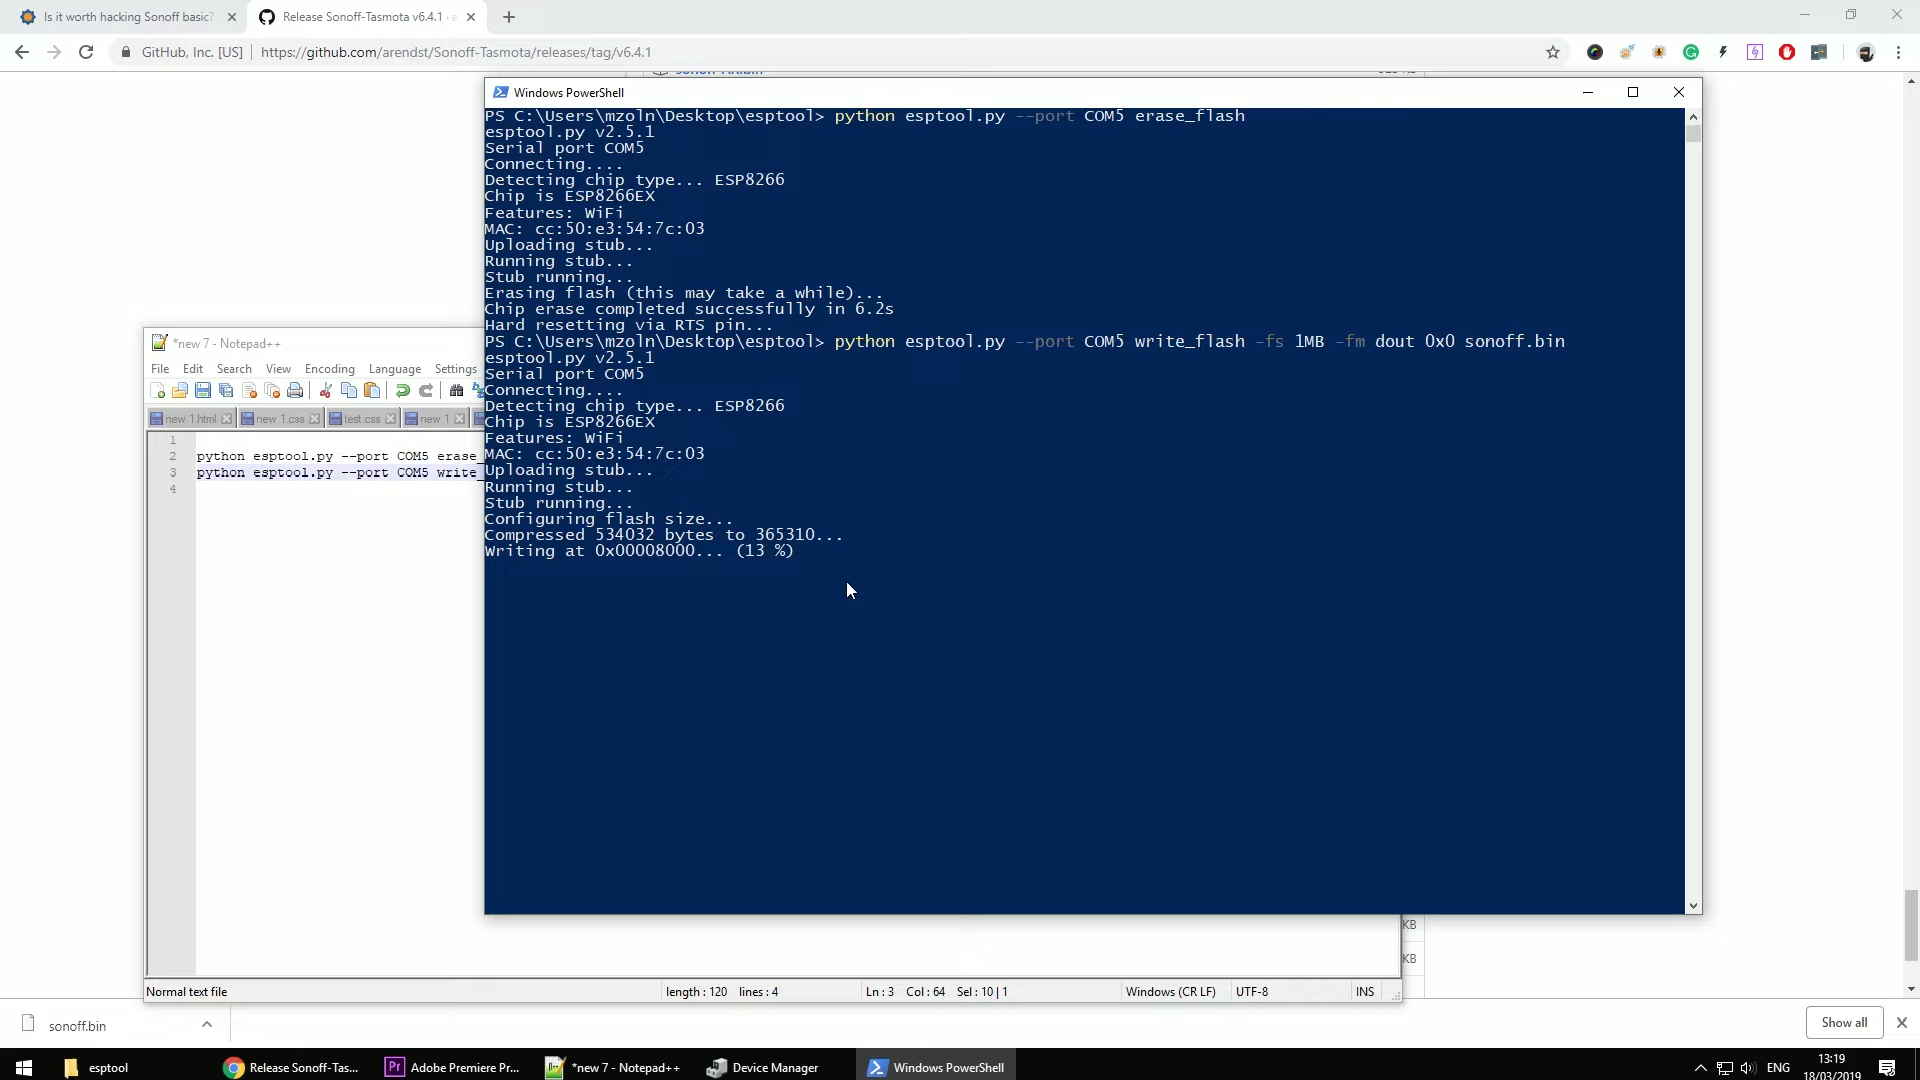 Is it worth hacking Sonoff basic?
Release Sonoff-Tasmota v6.4.1 · a
GitHub, Inc. [US]
https://github.com/arendst/Sonoff-Tasmota/releases/tag/v6.4.1
Windows PowerShell
PS C:\Users\mzoln\Desktop\esptool> python esptool.py --port COM5 erase_flash
esptool.py v2.5.1
Serial port COM5
Connecting....
Detecting chip type... ESP8266
Chip is ESP8266EX
Features: WiFi
MAC: cc:50:e3:54:7c:03
Uploading stub...
Running stub...
Stub running...
Erasing flash (this may take a while)...
Chip erase completed successfully in 6.2s
Hard resetting via RTS pin...
PS C:\Users\mzoln\Desktop\esptool> python esptool.py --port COM5 write_flash -fs 1MB -fm dout 0x0 sonoff.bin
esptool.py v2.5.1
Serial port COM5
Connecting....
Detecting chip type... ESP8266
Chip is ESP8266EX
Features: WiFi
MAC: cc:50:e3:54:7c:03
Uploading stub...
Running stub...
Stub running...
Configuring flash size...
Compressed 534032 bytes to 365310...
Writing at 0x00008000... (13 %)
*new 7 - Notepad++
File Edit Search View Encoding Language Settings
new 1.html new 1.css test.css new 1
1
2 python esptool.py --port COM5 erase_
3 python esptool.py --port COM5 write_
4
KB
KB
Normal text file length : 120 lines : 4 Ln : 3 Col : 64 Sel : 10 | 1 Windows (CR LF) UTF-8 INS
sonoff.bin
Show all
esptool
Release Sonoff-Tas...
Adobe Premiere Pr...
*new 7 - Notepad++
Device Manager
Windows PowerShell
ENG
13:19
18/03/2019